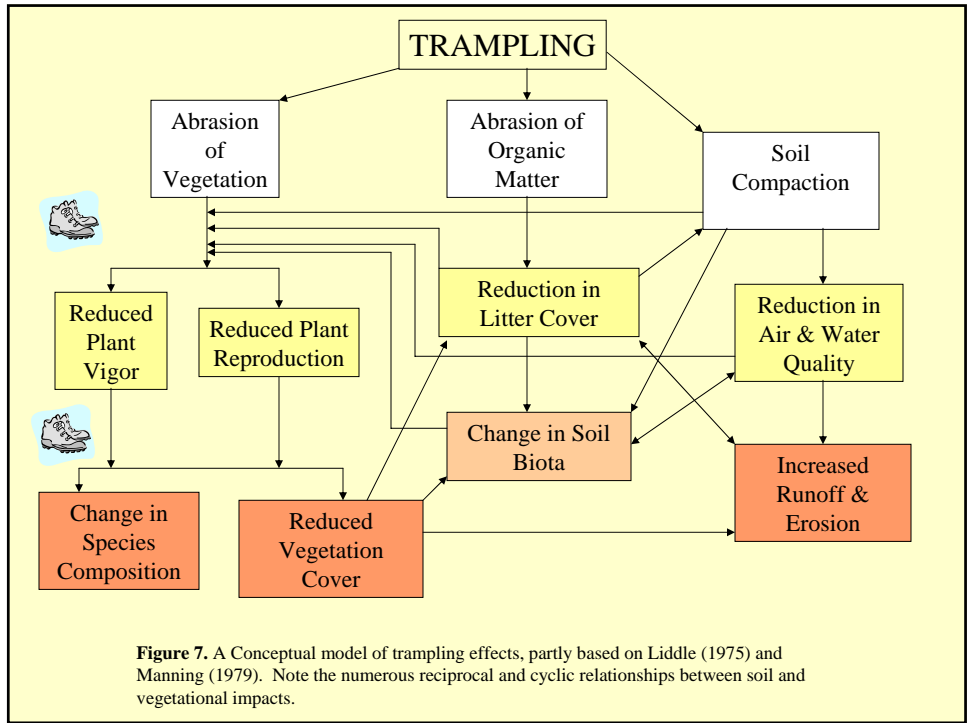 TRAMPLING
Abrasion
of
Vegetation
Abrasion of
Organic
Matter
Soil
Compaction
Reduced
Plant
Vigor
Reduced Plant
Reproduction
Reduction in
Litter Cover
Reduction in
Air & Water
Quality
Change in Soil
Biota
Change in
Species
Composition
Reduced
Vegetation
Cover
Increased
Runoff &
Erosion
Figure 7. A Conceptual model of trampling effects, partly based on Liddle (1975) and
Manning (1979).  Note the numerous reciprocal and cyclic relationships between soil and
vegetational impacts.